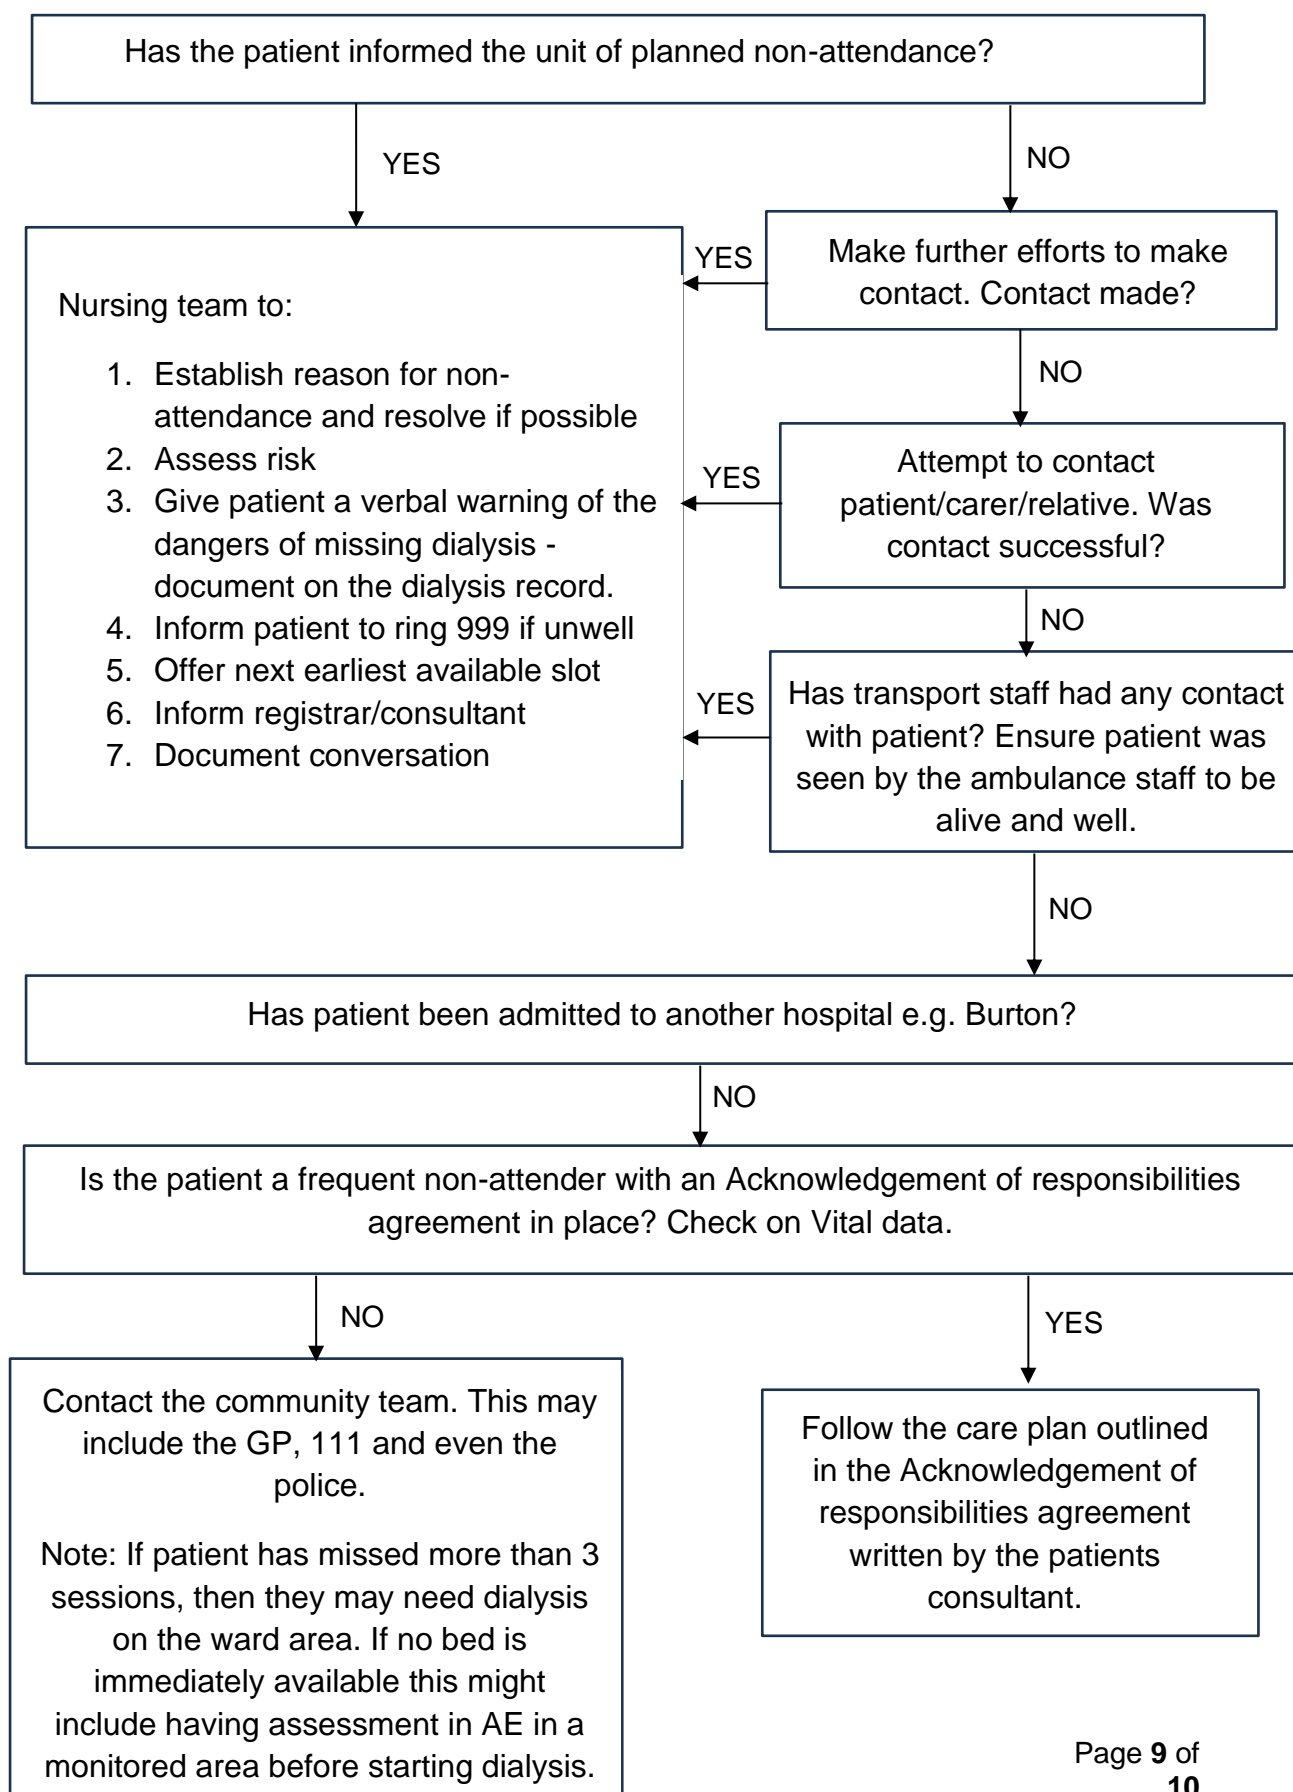 Has the patient informed the unit of planned non-attendance?
YES
NO
Make further efforts to make
contact. Contact made?
YES
NO
Nursing team to:
1. Establish reason for non-
attendance and resolve if possible
2. Assess risk
3. Give patient a verbal warning of the
dangers of missing dialysis -
document on the dialysis record.
4. Inform patient to ring 999 if unwell
5. Offer next earliest available slot
6. Inform registrar/consultant
7. Document conversation
Attempt to contact
patient/carer/relative. Was
contact successful?
YES
NO
Has transport staff had any contact
with patient? Ensure patient was
seen by the ambulance staff to be
alive and well.
YES
NO
Has patient been admitted to another hospital e.g. Burton?
NO
Is the patient a frequent non-attender with an Acknowledgement of responsibilities
agreement in place? Check on Vital data.
NO
YES
Contact the community team. This may
include the GP, 111 and even the
police.
Note: If patient has missed more than 3
sessions, then they may need dialysis
on the ward area. If no bed is
immediately available this might
include having assessment in AE in a
monitored area before starting dialysis.
Follow the care plan outlined
in the Acknowledgement of
responsibilities agreement
written by the patients
consultant.
Page 9 of
10